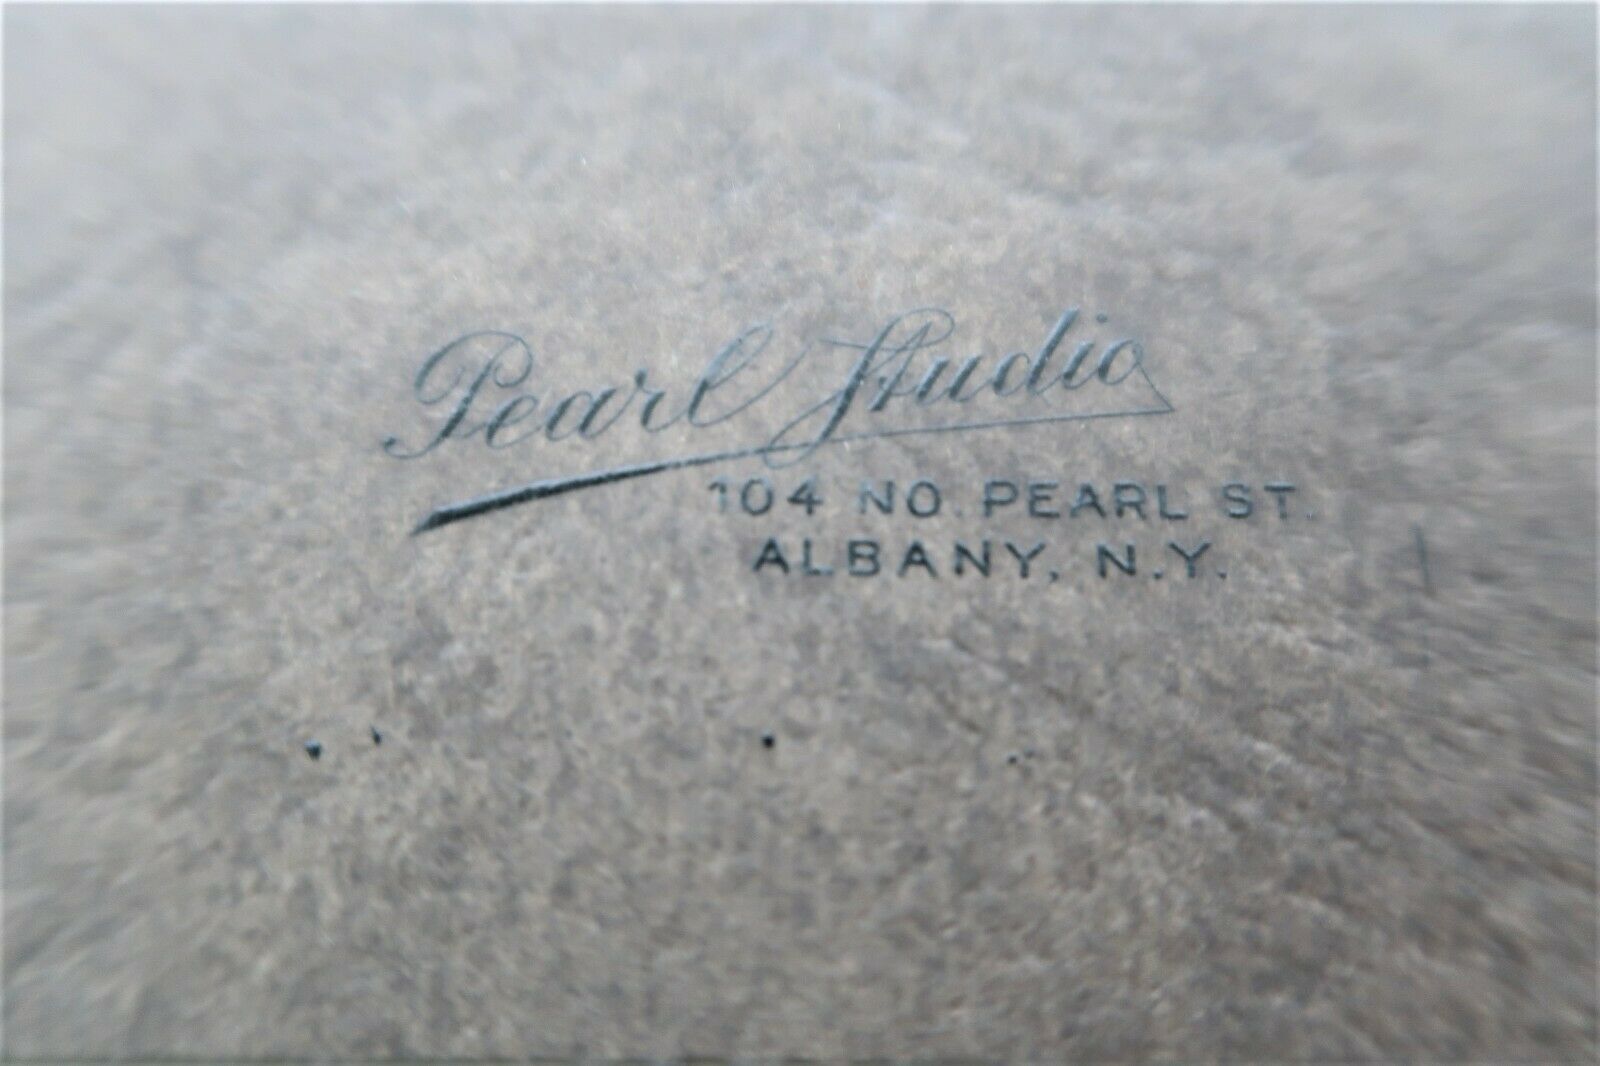 Pearl Studio
104 NO. PEARL ST.
ALBANY, N.Y.